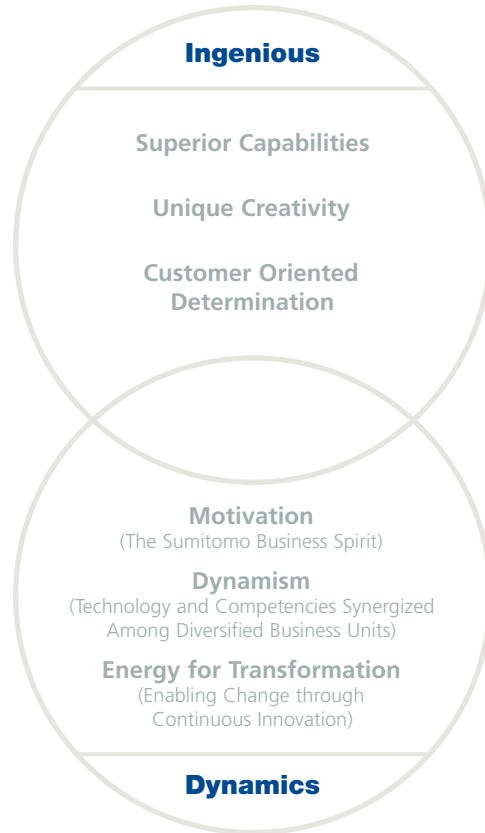 Ingenious
Superior Capabilities
Unique Creativity
Customer Oriented
Determination
Motivation
(The Sumitomo Business Spirit)
Dynamism
(Technology and Competencies Synergized
Among Diversified Business Units)
Energy for Transformation
(Enabling Change through
Continuous Innovation)
Dynamics